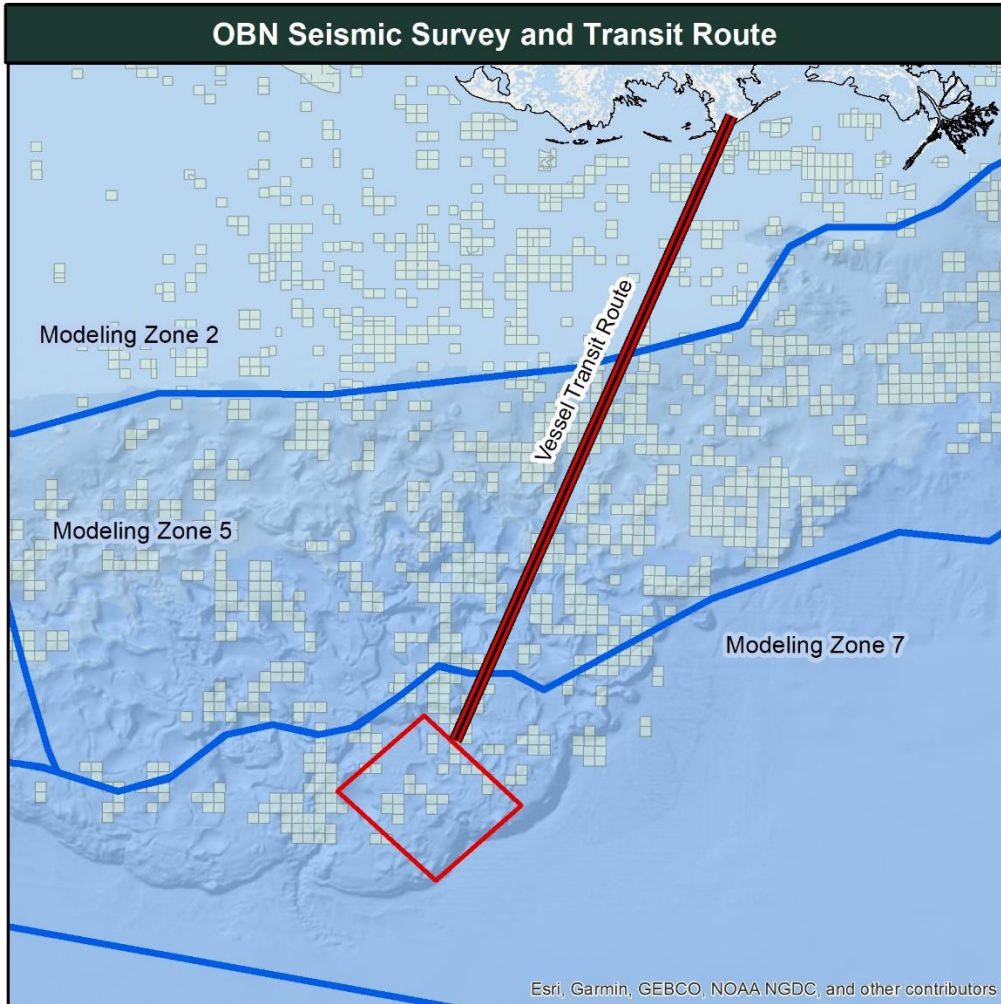 OBN Seismic Survey and Transit Route
Modeling Zone 2
Vessel Transit Route
Modeling Zone 5
Modeling Zone 7
Esri, Garmin, GEBCO, NOAA NGDC, and other contributors